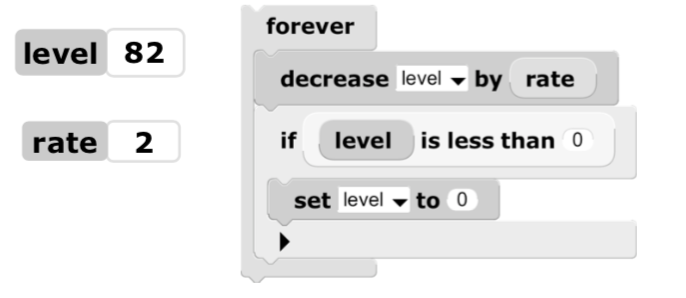 level 82
rate 2
forever
decrease level by rate
if level is less than 0
set level to 0